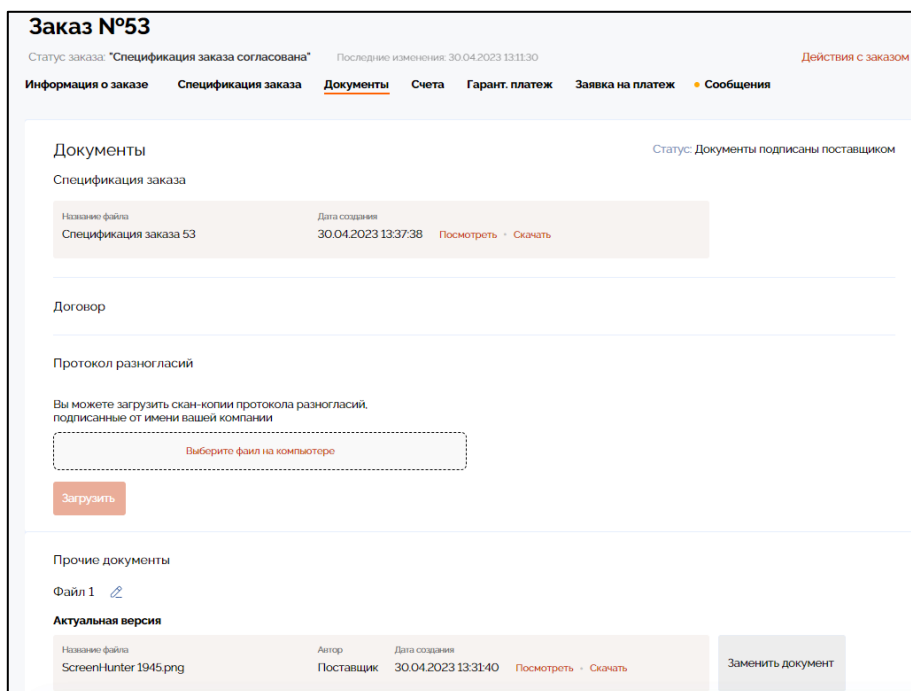 Заказ №53
Статус заказа: "Спецификация заказа согласована" Последние изменения: 30.04.2023 13:11:30 Действия с заказом
Информация о заказе Спецификация заказа Документы Счета Гарант. платеж Заявка на платеж Сообщения
Документы Статус: Документы подписаны поставщиком
Спецификация заказа
Название файла Дата создания
Спецификация заказа 53 30.04.2023 13:37:38 Посмотреть Скачать
Договор
Протокол разногласий
Вы можете загрузить скан-копии протокола разногласий,
подписанные от имени вашей компании
Выберите фаил на компьютере
Загрузить
Прочие документы
Файл 1
Актуальная версия
Название файла Автор Дата создания
ScreenHunter 1945.png Поставщик 30.04.2023 13:31:40 Посмотреть Скачать Заменить документ